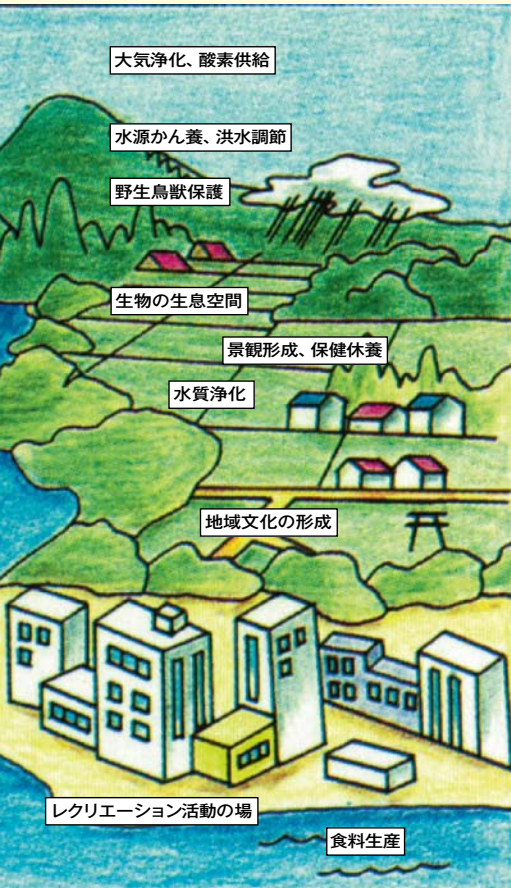 大気浄化、酸素供給
水源かん養、洪水調節
野生鳥獣保護
生物の生息空間
景観形成、保健休養
水質浄化
地域文化の形成
レクリエーション活動の場
食料生産